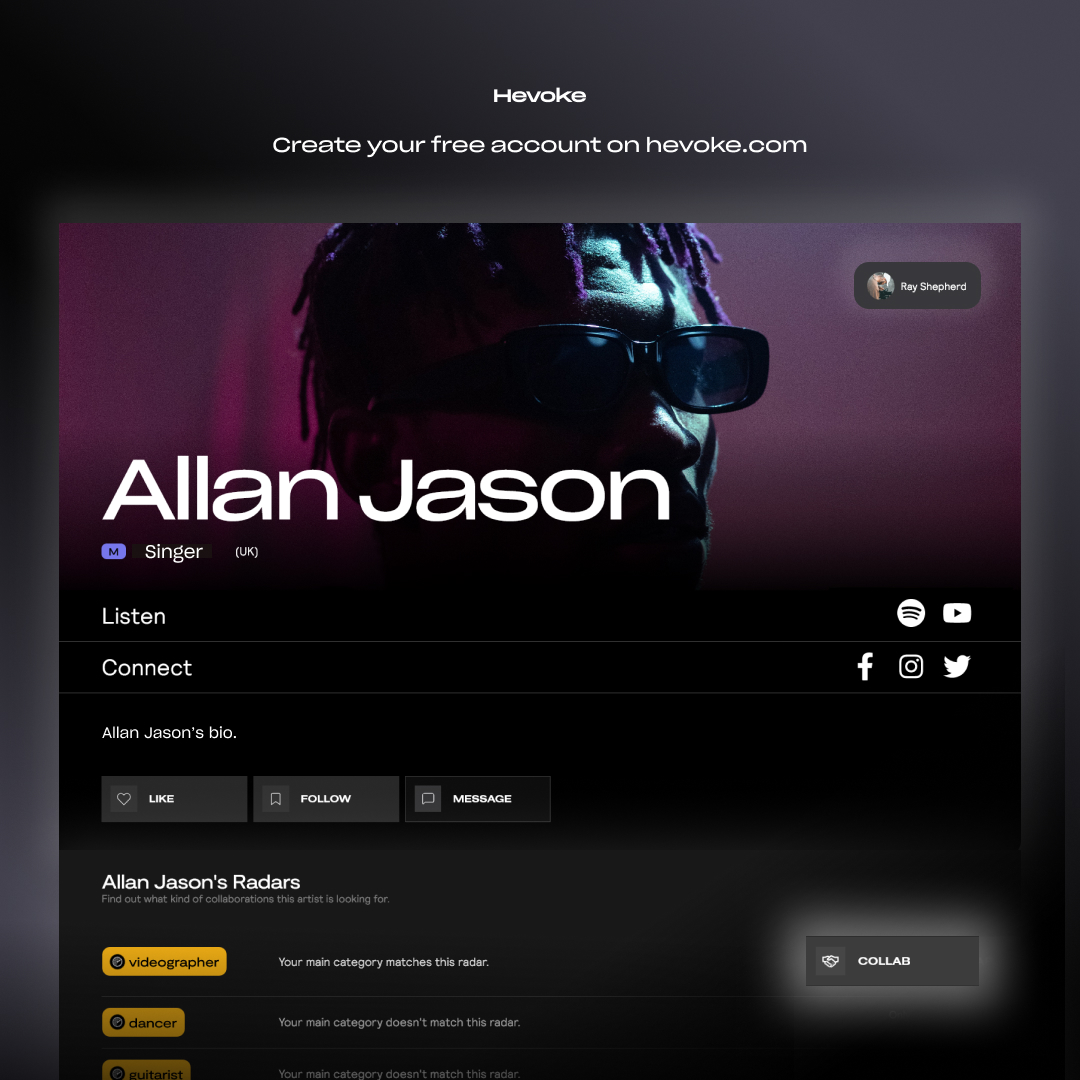 Hevoke
Create your free account on hevoke.com
Ray Shepherd
Allan Jason
M Singer (UK)
Listen
Connect
Allan Jason’s bio.
LIKE FOLLOW MESSAGE
Allan Jason's Radars
Find out what kind of collaborations this artist is looking for.
videographer Your main category matches this radar. COLLAB
dancer Your main category doesn't match this radar.
guitarist Your main category doesn't match this radar.